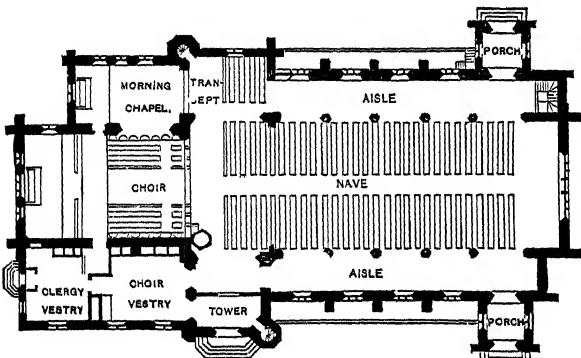 PORCH
MORNING
CHAPEL.
TRAN-
SEPT
AISLE
CHOIR
NAVE
AISLE
CLERGY
VESTRY
CHOIR
VESTRY
TOWER
PORCH